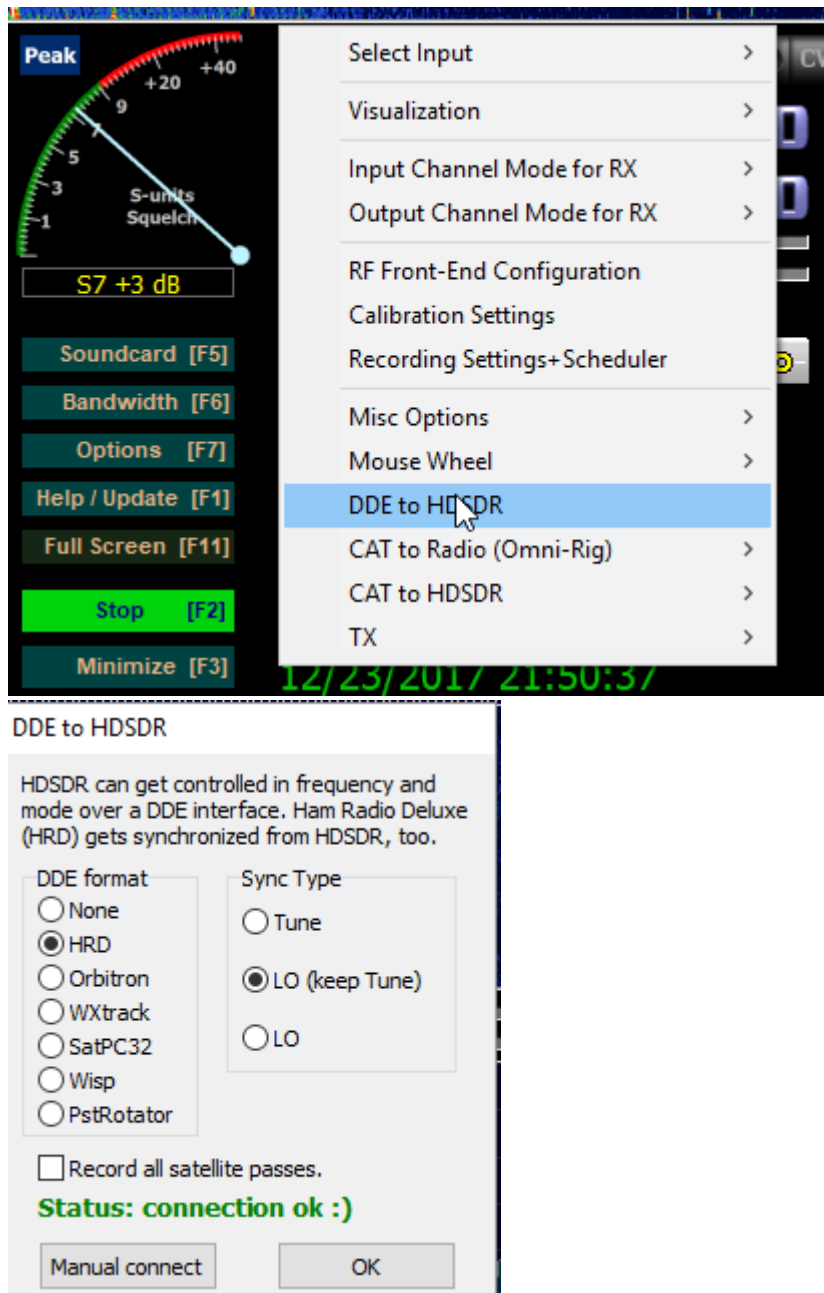 Peak
+20
+40
9
7
5
3
1
S-units
Squelch
S7 +3 dB
Soundcard [F5]
Bandwidth [F6]
Options [F7]
Help / Update [F1]
Full Screen [F11]
Stop [F2]
Minimize [F3]
Select Input
Visualization
Input Channel Mode for RX
Output Channel Mode for RX
RF Front-End Configuration
Calibration Settings
Recording Settings+Scheduler
Misc Options
Mouse Wheel
DDE to HDSDR
CAT to Radio (Omni-Rig)
CAT to HDSDR
TX
12/23/2017 21:50:37
DDE to HDSDR
HDSDR can get controlled in frequency and
mode over a DDE interface. Ham Radio Deluxe
(HRD) gets synchronized from HDSDR, too.
DDE format
None
HRD
Orbitron
WXtrack
SatPC32
Wisp
PstRotator
Sync Type
Tune
LO (keep Tune)
LO
Record all satellite passes.
Status: connection ok :)
Manual connect
OK